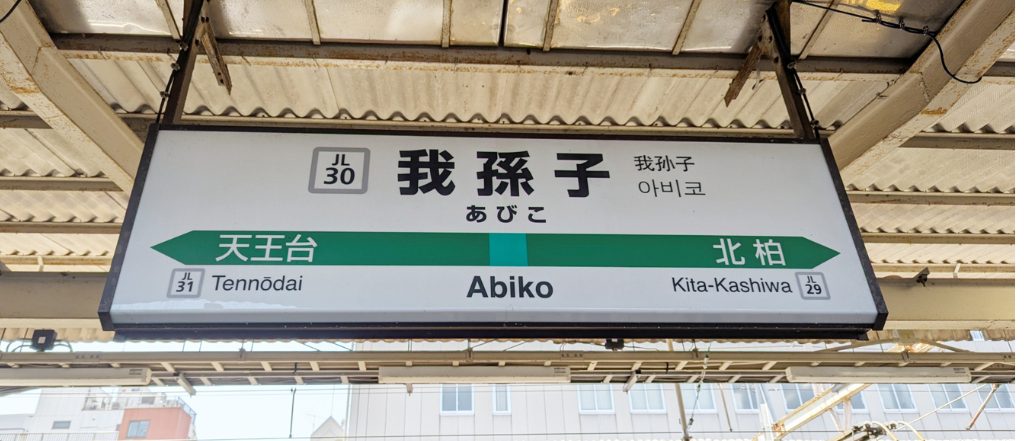 JL
30
我孫子
我孙子
아비코
あびこ
天王台
北柏
JL
31
Tennōdai
Abiko
Kita-Kashiwa
JL
29